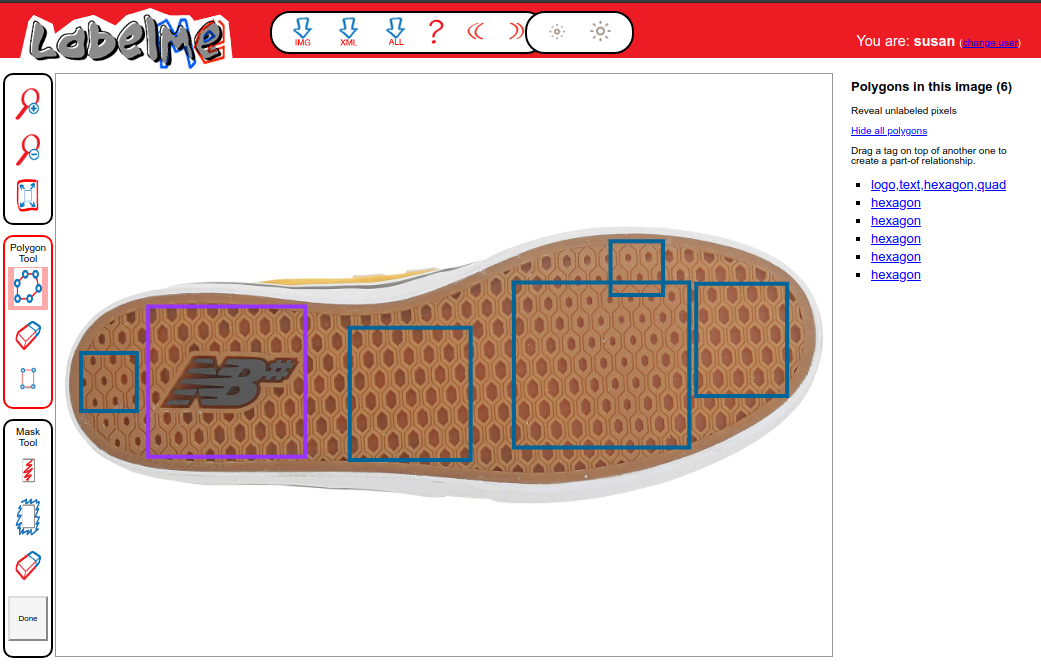 LabelMe
IMG XML ALL ?
You are: susan (change user)
Polygon
Tool
Mask
Tool
Done
NB#
Polygons in this image (6)
Reveal unlabeled pixels
Hide all polygons
Drag a tag on top of another one to
create a part-of relationship.
logo,text,hexagon,quad
hexagon
hexagon
hexagon
hexagon
hexagon